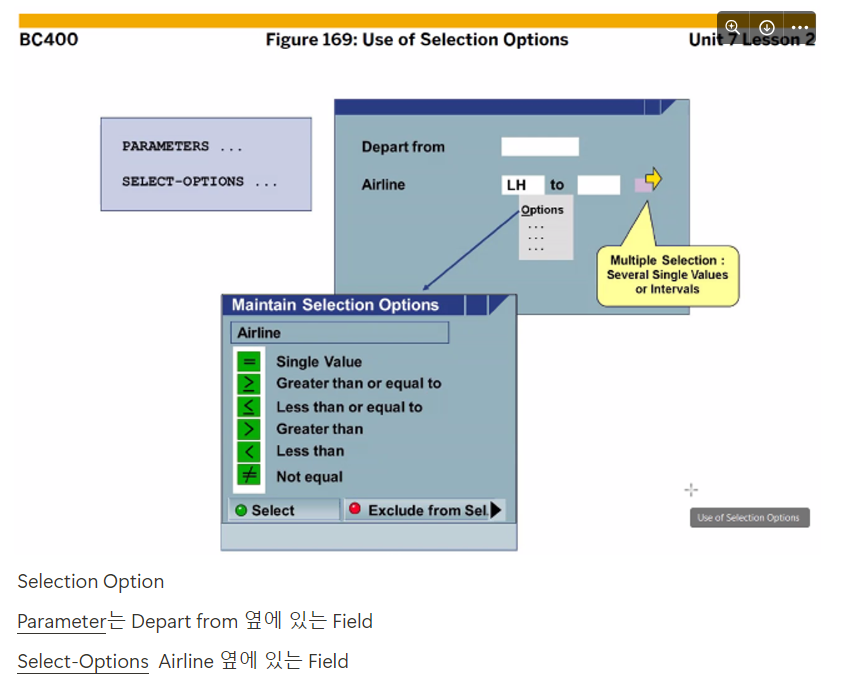 BC400
Figure 169: Use of Selection Options
Unit 7 Lesson 2
PARAMETERS ...
SELECT-OPTIONS ...
Depart from
Airline
LH
to
Options
...
...
...
Multiple Selection :
Several Single Values
or Intervals
Maintain Selection Options
Airline
= Single Value
≥ Greater than or equal to
≤ Less than or equal to
> Greater than
< Less than
≠ Not equal
Select
Exclude from Sel.
Use of Selection Options
Selection Option
Parameter는 Depart from 옆에 있는 Field
Select-Options Airline 옆에 있는 Field